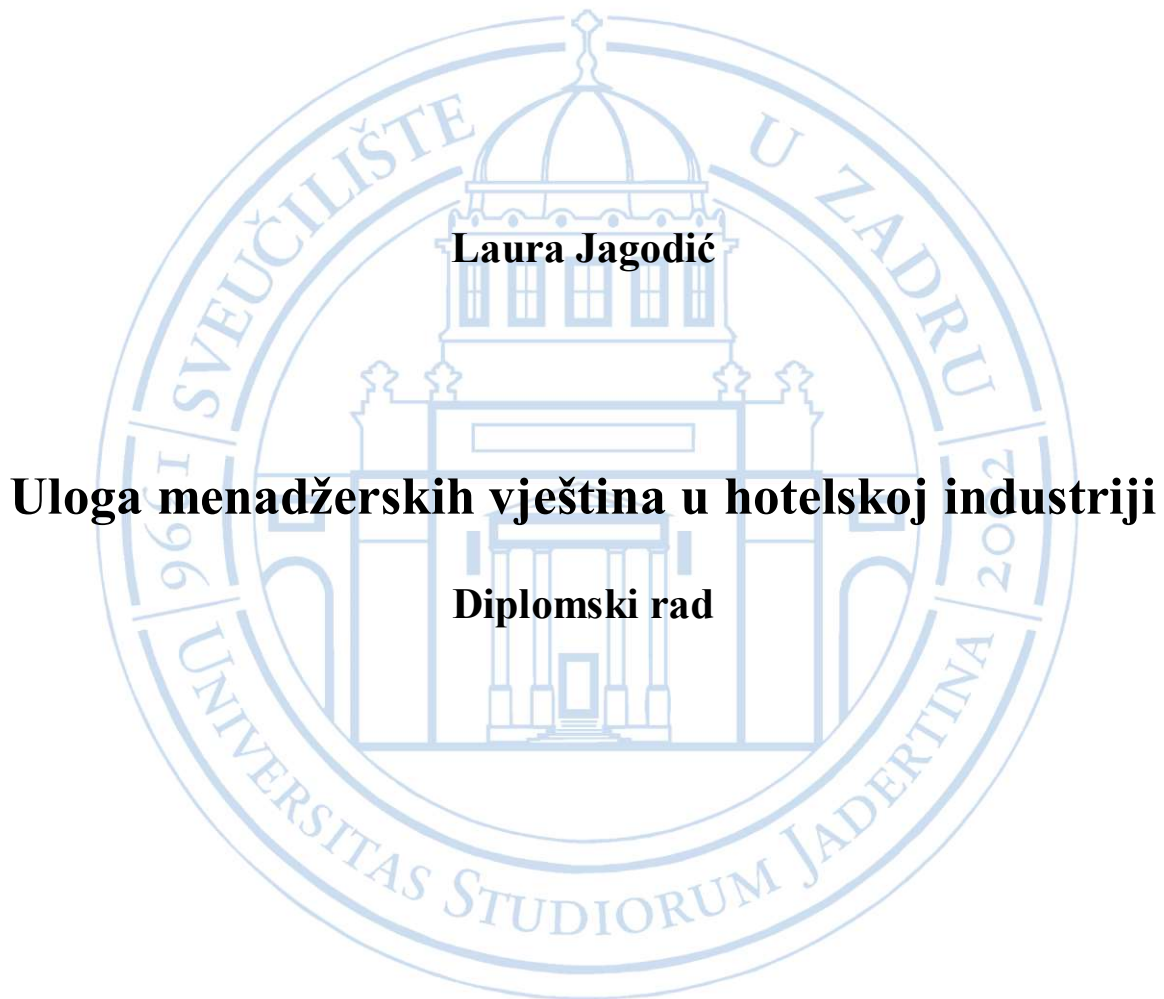 SVEUČILIŠTE U ZADRU
Laura Jagodić
1396
2002
Uloga menadžerskih vještina u hotelskoj industriji
Diplomski rad
UNIVERSITAS STUDIORUM JADERTINA